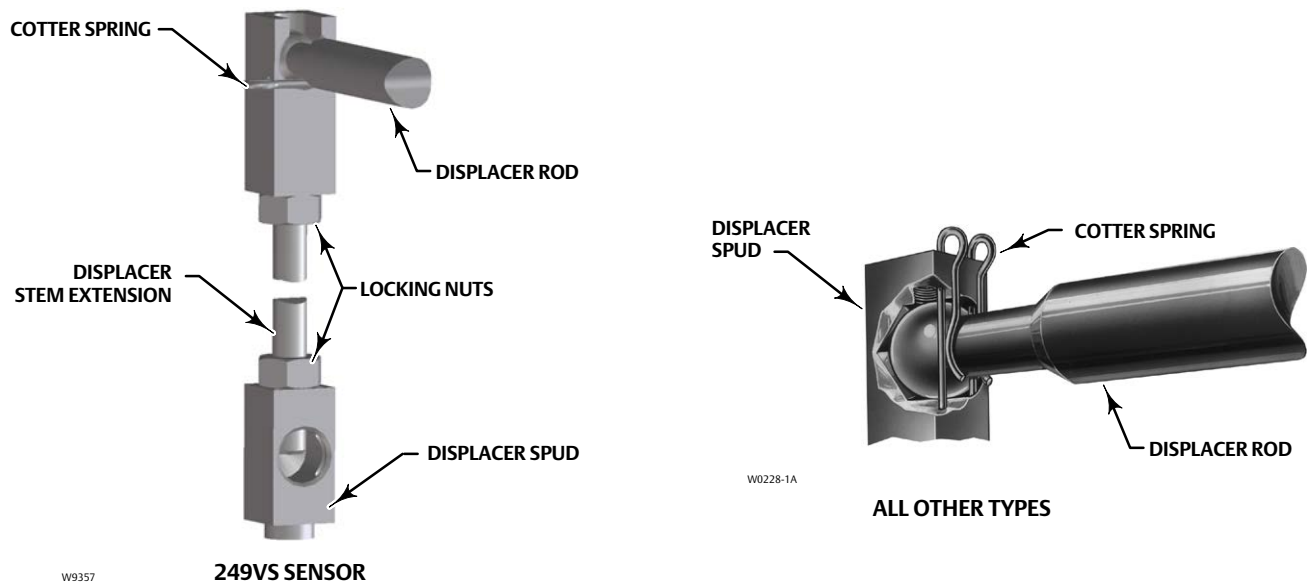 COTTER SPRING
DISPLACER ROD
DISPLACER
STEM EXTENSION
LOCKING NUTS
DISPLACER SPUD
W9357
249VS SENSOR
DISPLACER
SPUD
COTTER SPRING
DISPLACER ROD
W0228-1A
ALL OTHER TYPES